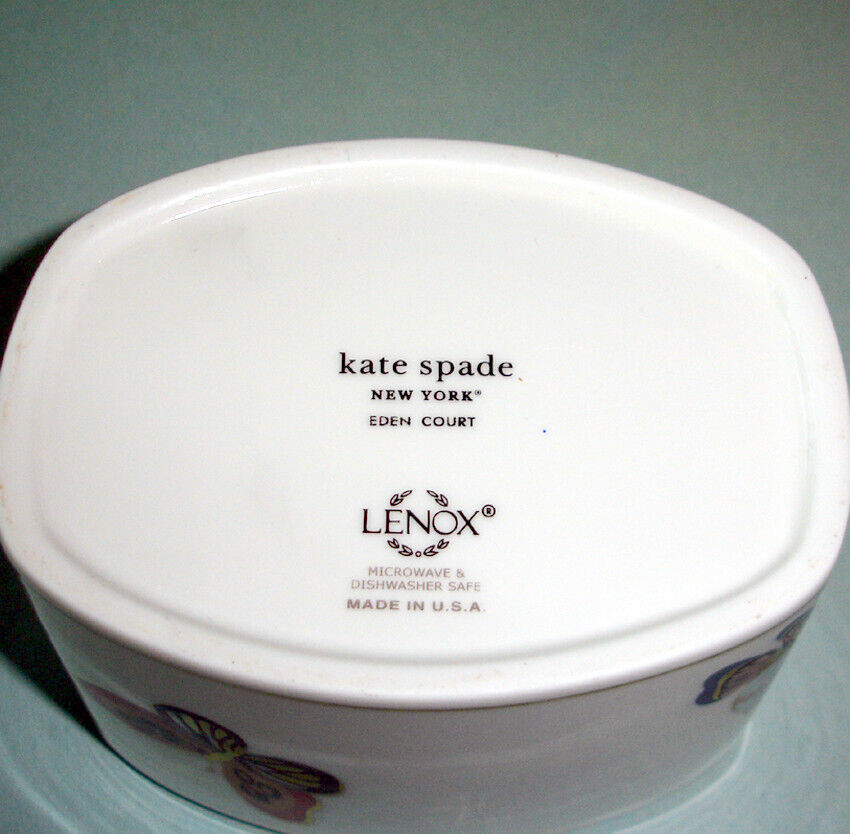 kate spade
NEW YORK®
EDEN COURT
LENOX®
MICROWAVE &
DISHWASHER SAFE
MADE IN U.S.A.